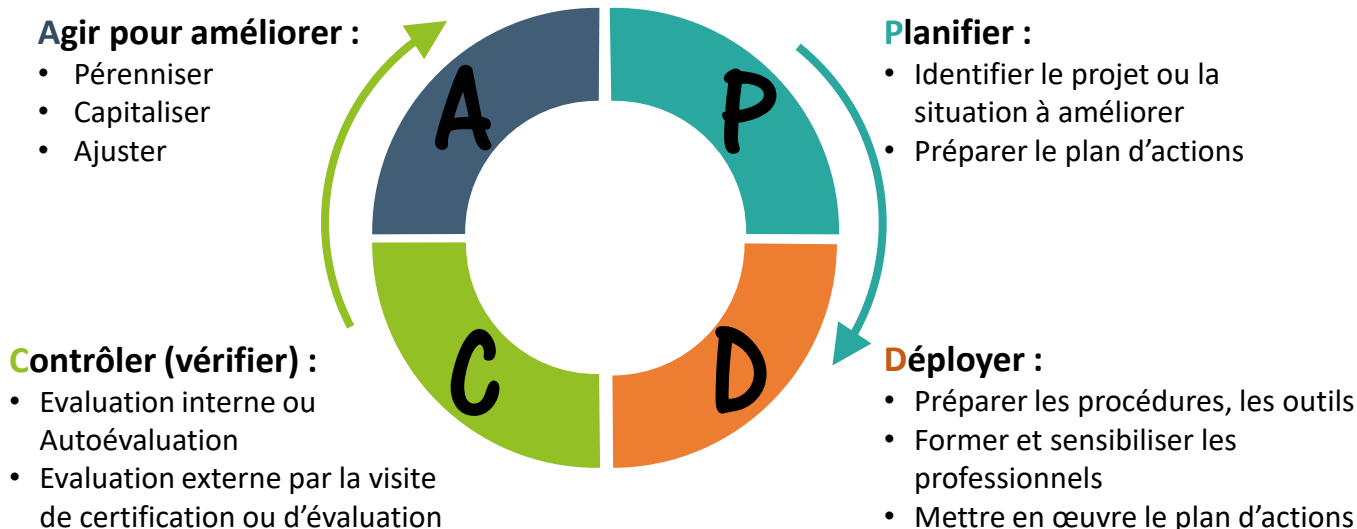 Agir pour améliorer :
• Pérenniser
• Capitaliser
• Ajuster
A
P
Planifier :
• Identifier le projet ou la
situation à améliorer
• Préparer le plan d’actions
Contrôler (vérifier) :
• Evaluation interne ou
Autoévaluation
• Evaluation externe par la visite
de certification ou d’évaluation
C
D
Déployer :
• Préparer les procédures, les outils
• Former et sensibiliser les
professionnels
• Mettre en œuvre le plan d’actions